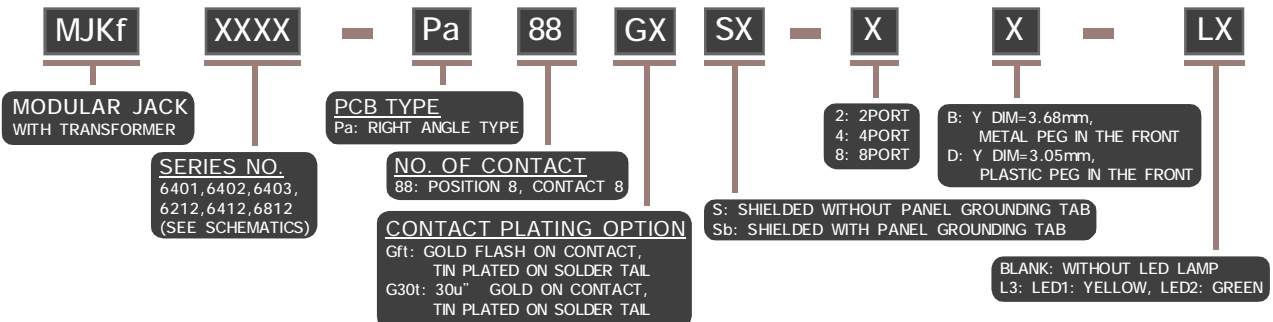 MJKf XXXX - Pa 88 GX SX - X X - LX
MODULAR JACK
WITH TRANSFORMER
SERIES NO.
6401,6402,6403,
6212,6412,6812
(SEE SCHEMATICS)
PCB TYPE
Pa: RIGHT ANGLE TYPE
NO. OF CONTACT
88: POSITION 8, CONTACT 8
CONTACT PLATING OPTION
Gft: GOLD FLASH ON CONTACT,
TIN PLATED ON SOLDER TAIL
G30t: 30u” GOLD ON CONTACT,
TIN PLATED ON SOLDER TAIL
S: SHIELDED WITHOUT PANEL GROUNDING TAB
Sb: SHIELDED WITH PANEL GROUNDING TAB
2: 2PORT
4: 4PORT
8: 8PORT
B: Y DIM=3.68mm,
METAL PEG IN THE FRONT
D: Y DIM=3.05mm,
PLASTIC PEG IN THE FRONT
BLANK: WITHOUT LED LAMP
L3: LED1: YELLOW, LED2: GREEN